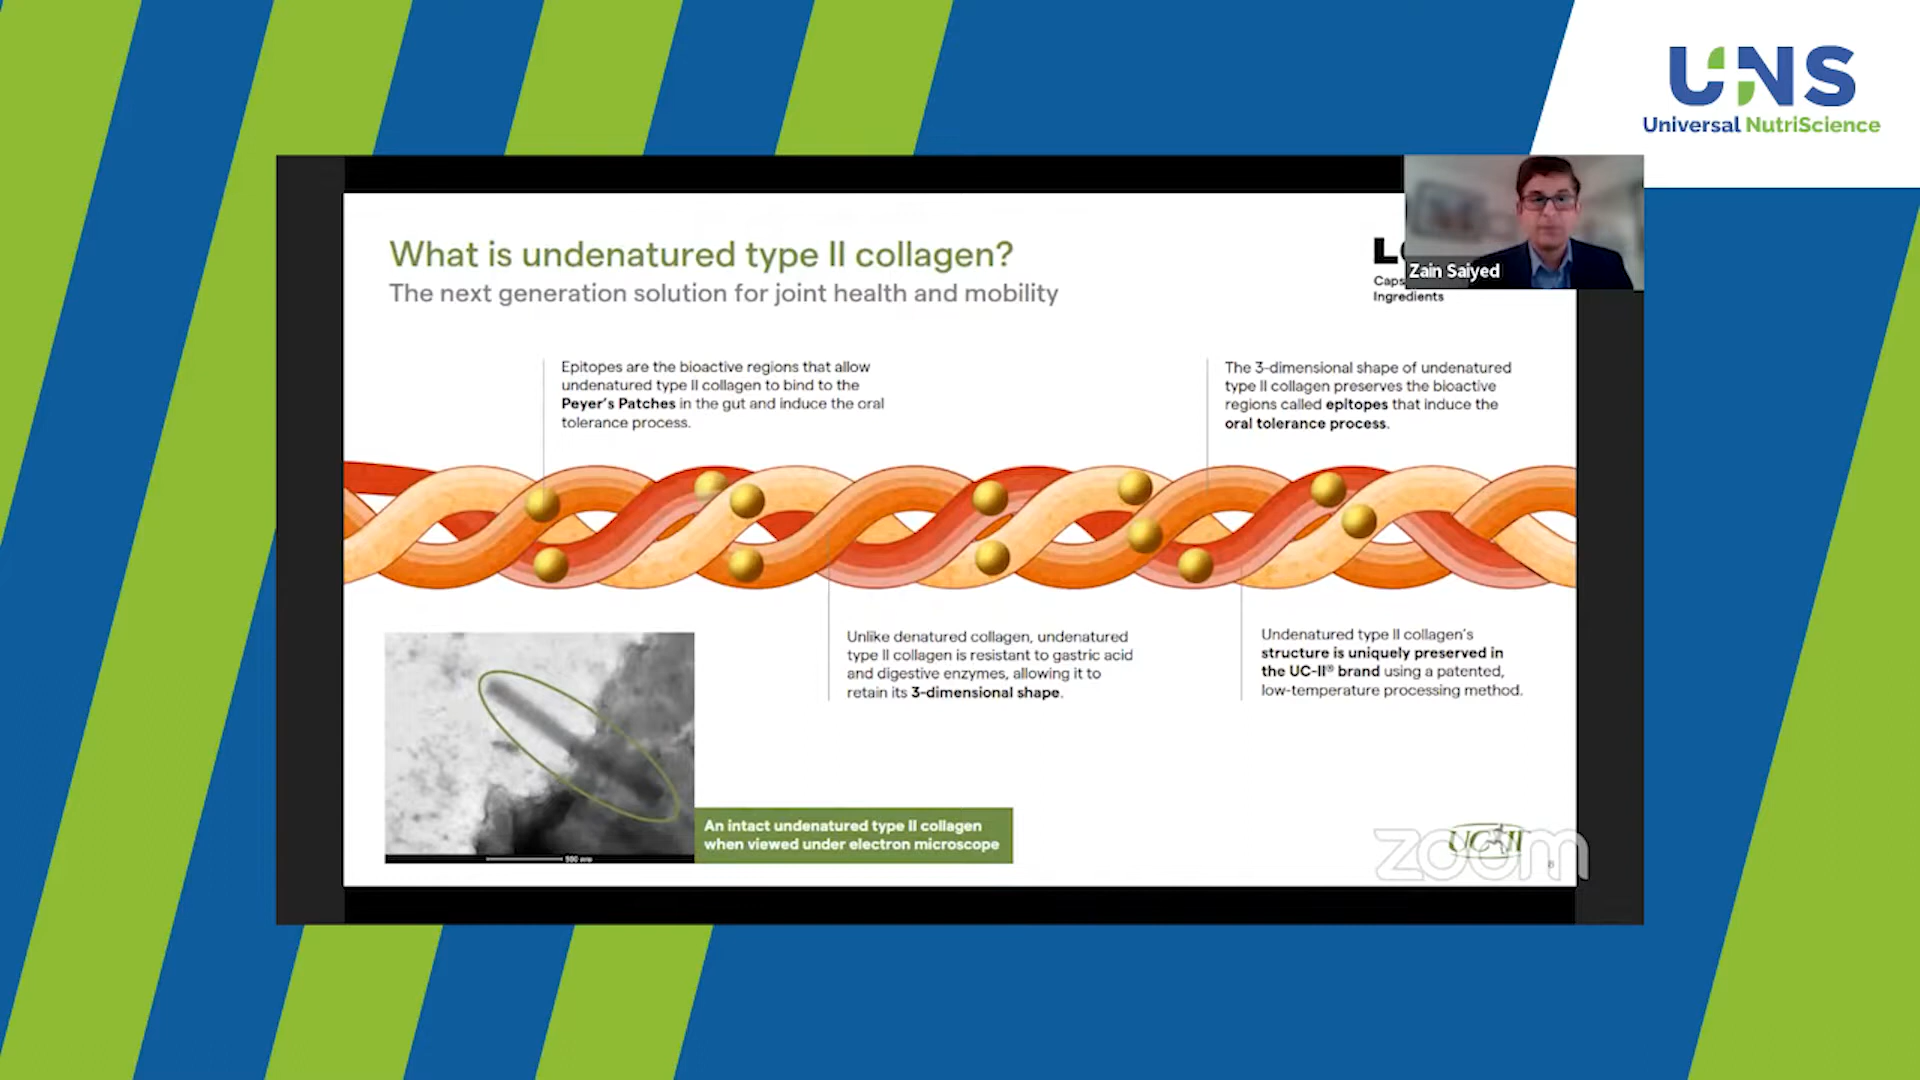 UNS
Universal NutriScience
What is undenatured type II collagen?
The next generation solution for joint health and mobility
Zain Saiyed
Ingredients
Epitopes are the bioactive regions that allow
undenatured type II collagen to bind to the
Peyer's Patches in the gut and induce the oral
tolerance process.
The 3-dimensional shape of undenatured
type II collagen preserves the bioactive
regions called epitopes that induce the
oral tolerance process.
Unlike denatured collagen, undenatured
type II collagen is resistant to gastric acid
and digestive enzymes, allowing it to
retain its 3-dimensional shape.
Undenatured type II collagen's
structure is uniquely preserved in
the UC-II® brand using a patented,
low-temperature processing method.
An intact undenatured type II collagen
when viewed under electron microscope
UC-II
zoom